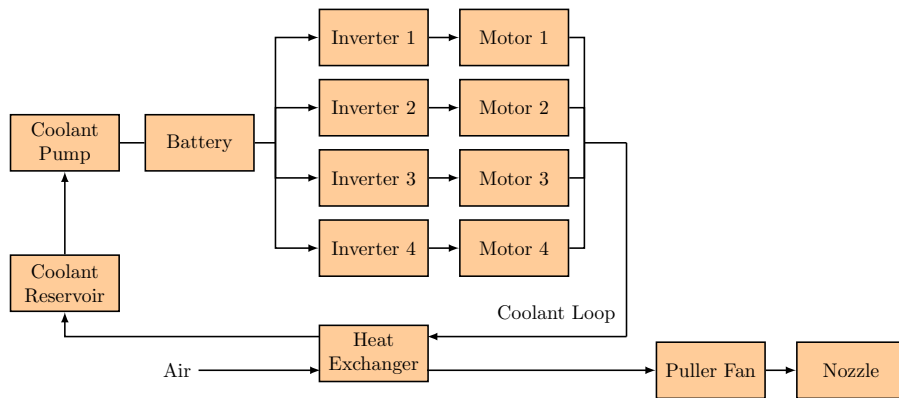 Inverter 1
Motor 1
Inverter 2
Motor 2
Coolant
Pump
Battery
Inverter 3
Motor 3
Inverter 4
Motor 4
Coolant
Reservoir
Coolant Loop
Heat
Exchanger
Air
Puller Fan
Nozzle